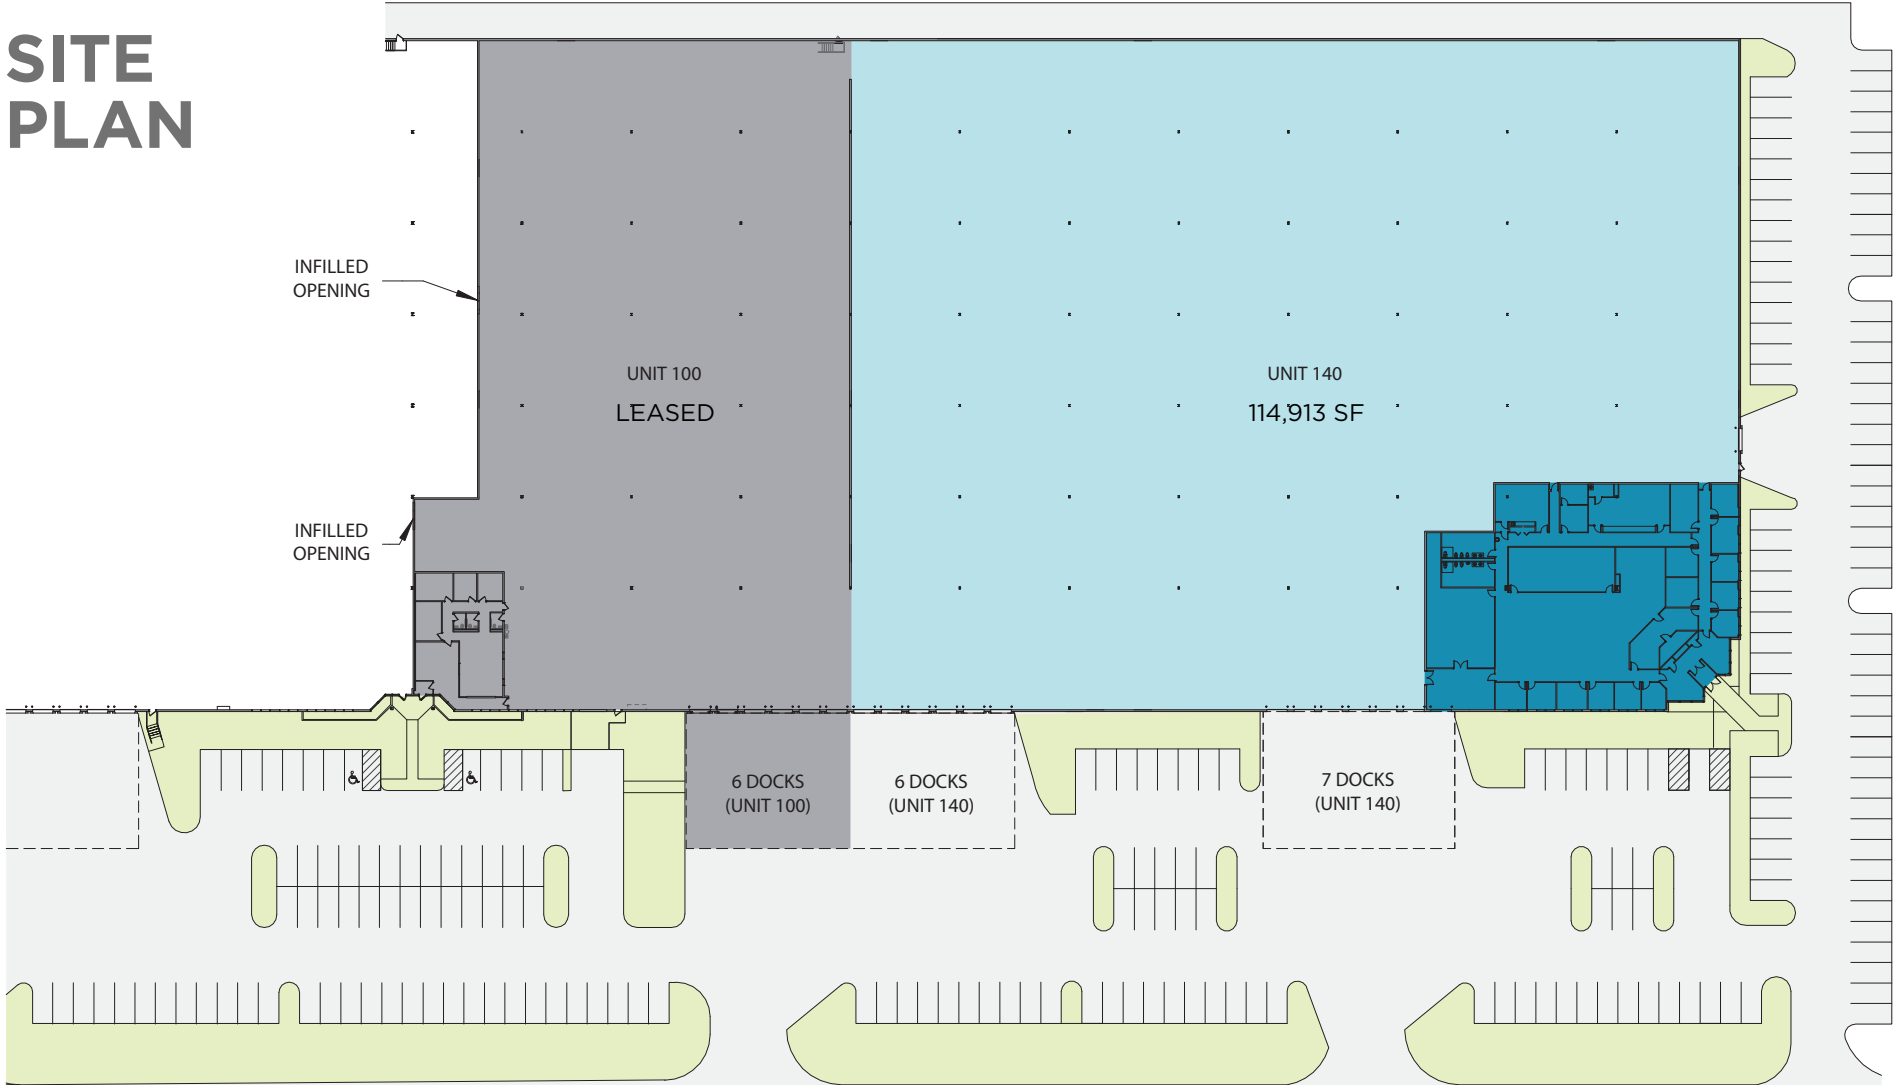 SITE
PLAN
INFILLED
OPENING
UNIT 100
LEASED
UNIT 140
114,913 SF
INFILLED
OPENING
6 DOCKS
(UNIT 100)
6 DOCKS
(UNIT 140)
7 DOCKS
(UNIT 140)